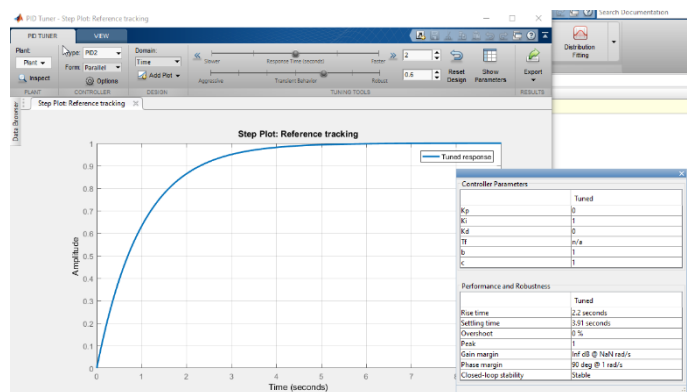 PID Tuner - Step Plot: Reference tracking
Search Documentation
PID TUNER VIEW
Plant: Type: PID2 Domain:
Plant Form: Parallel Time Slower Response Time (seconds) Faster 2
Inspect Options Add Plot Aggressive Transient Behavior Robust 0.6 Reset Design Show Parameters Export
PLANT CONTROLLER DESIGN TUNING TOOLS RESULTS
Distribution
Fitting
Data Browser
Step Plot: Reference tracking
Step Plot: Reference tracking
Tuned response
Amplitude
1
0.9
0.8
0.7
0.6
0.5
0.4
0.3
0.2
0.1
0
0 1 2 3 4 5 6 7
Time (seconds)
Controller Parameters
Tuned
Kp 0
Ki 1
Kd 0
Tf n/a
b 1
c 1
Performance and Robustness
Tuned
Rise time 2.2 seconds
Settling time 3.91 seconds
Overshoot 0 %
Peak 1
Gain margin Inf dB @ NaN rad/s
Phase margin 90 deg @ 1 rad/s
Closed-loop stability Stable